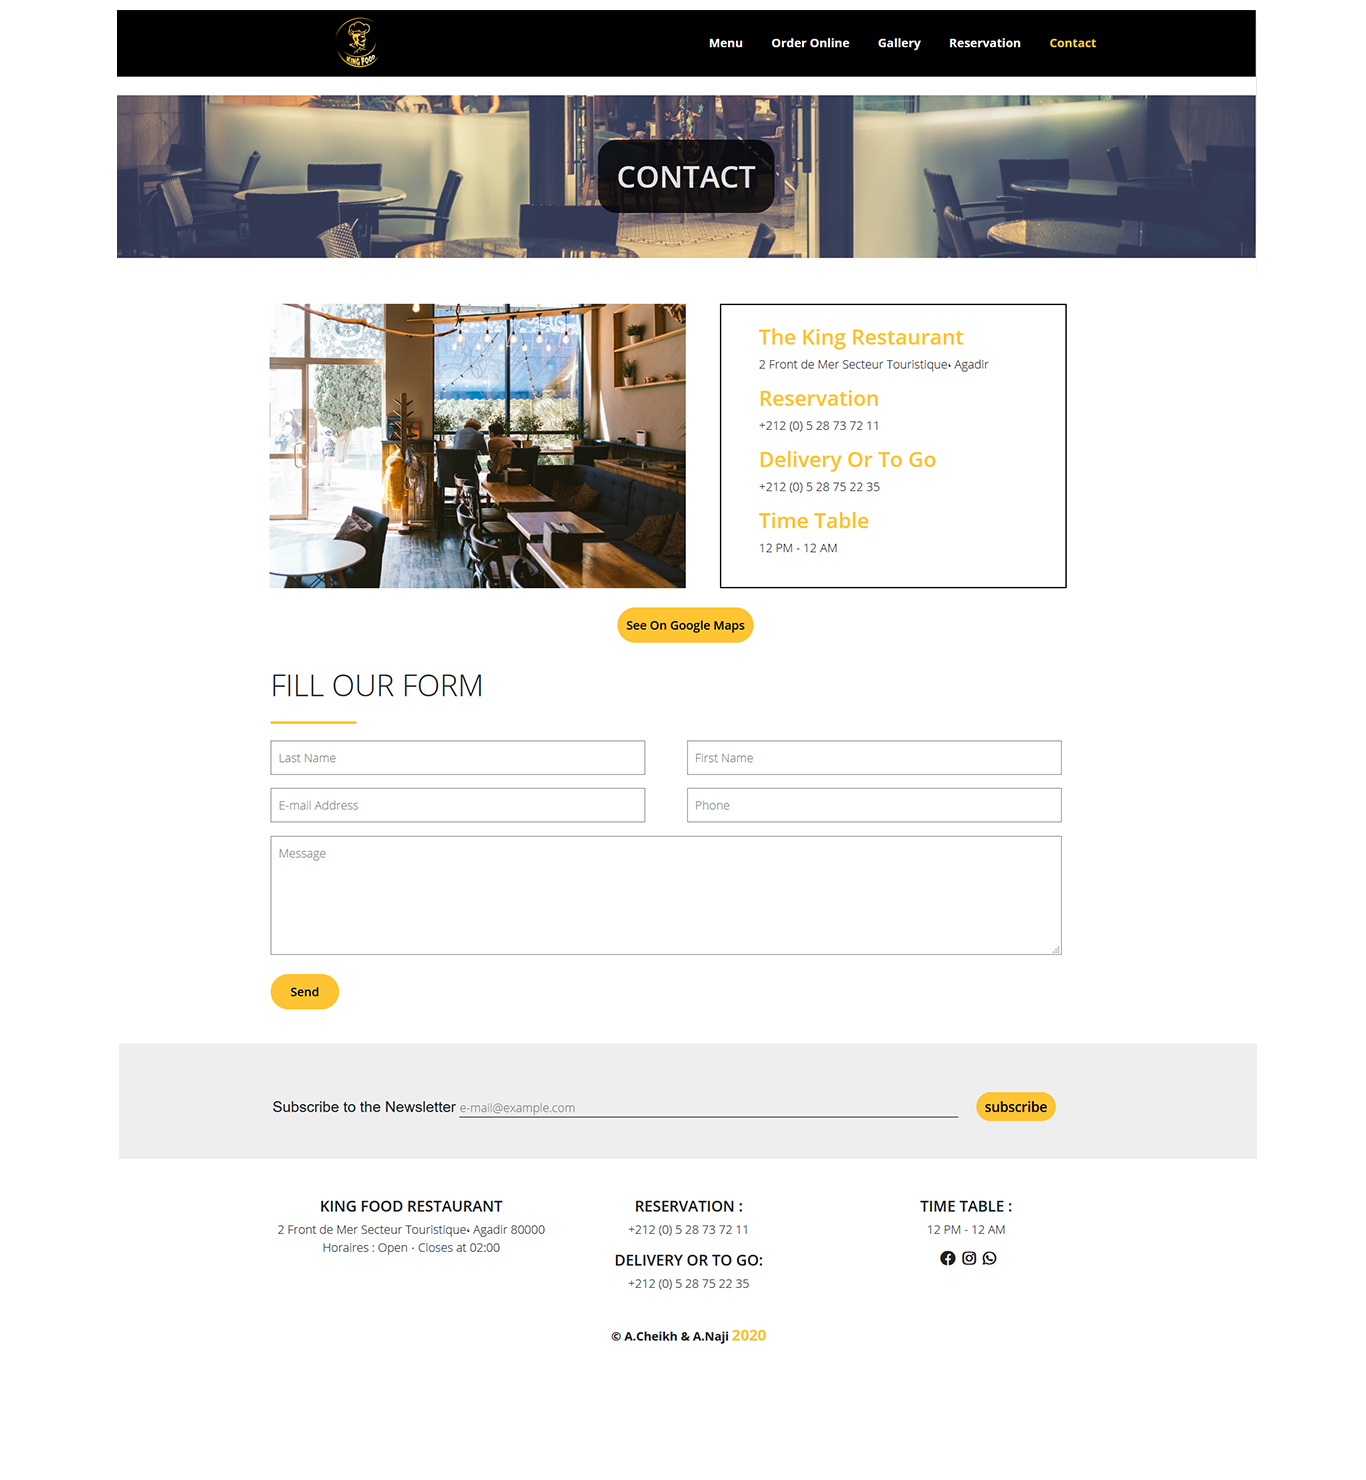 KING FOOD
Menu Order Online Gallery Reservation Contact
CONTACT
The King Restaurant
2 Front de Mer Secteur Touristique، Agadir
Reservation
+212 (0) 5 28 73 72 11
Delivery Or To Go
+212 (0) 5 28 75 22 35
Time Table
12 PM - 12 AM
See On Google Maps
FILL OUR FORM
Last Name
First Name
E-mail Address
Phone
Message
Send
Subscribe to the Newsletter e-mail@example.com
subscribe
KING FOOD RESTAURANT
2 Front de Mer Secteur Touristique، Agadir 80000
Horaires : Open ⋅ Closes at 02:00
RESERVATION :
+212 (0) 5 28 73 72 11
DELIVERY OR TO GO:
+212 (0) 5 28 75 22 35
TIME TABLE :
12 PM - 12 AM
© A.Cheikh & A.Naji 2020